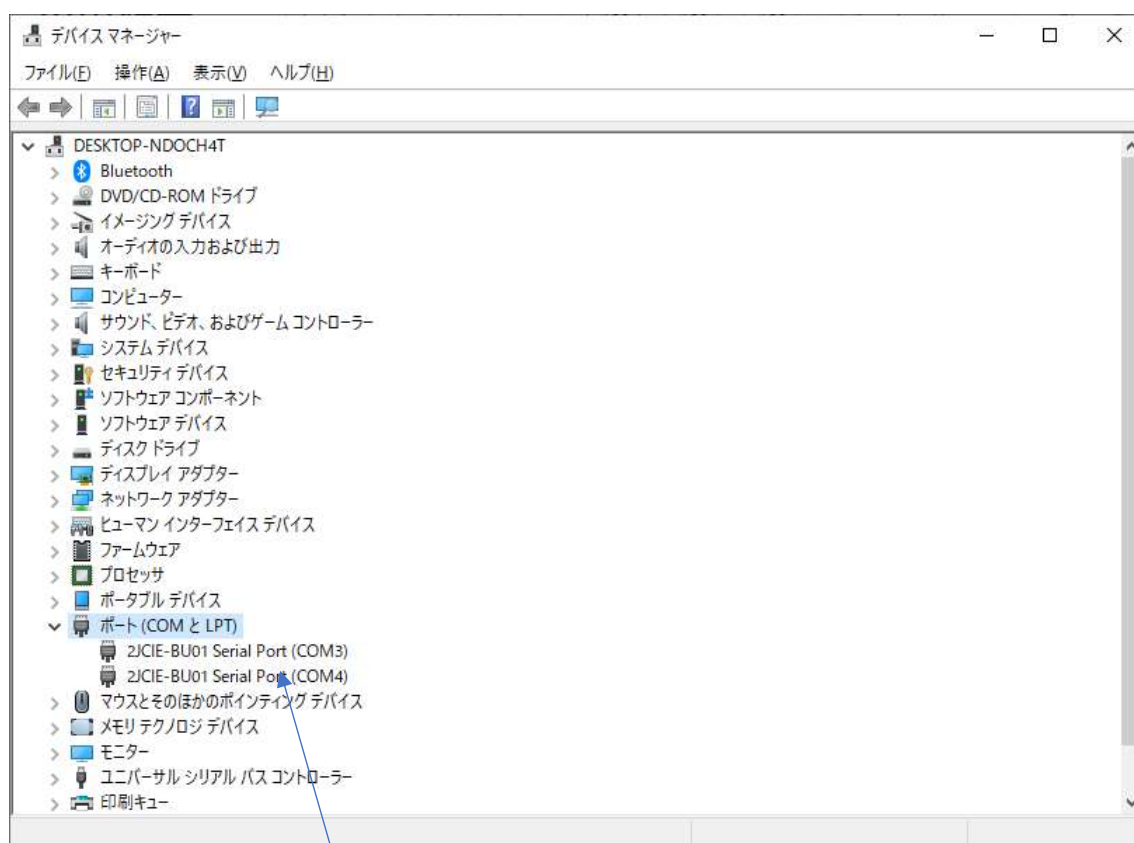 デバイス マネージャー
ファイル(F) 操作(A) 表示(V) ヘルプ(H)
DESKTOP-NDOCH4T
Bluetooth
DVD/CD-ROM ドライブ
イメージング デバイス
オーディオの入力および出力
キーボード
コンピューター
サウンド、ビデオ、およびゲーム コントローラー
システム デバイス
セキュリティ デバイス
ソフトウェア コンポーネント
ソフトウェア デバイス
ディスク ドライブ
ディスプレイ アダプター
ネットワーク アダプター
ヒューマン インターフェイス デバイス
ファームウェア
プロセッサ
ポータブル デバイス
ポート (COM と LPT)
2JCIE-BU01 Serial Port (COM3)
2JCIE-BU01 Serial Port (COM4)
マウスとそのほかのポインティング デバイス
メモリ テクノロジ デバイス
モニター
ユニバーサル シリアル バス コントローラー
印刷キュー